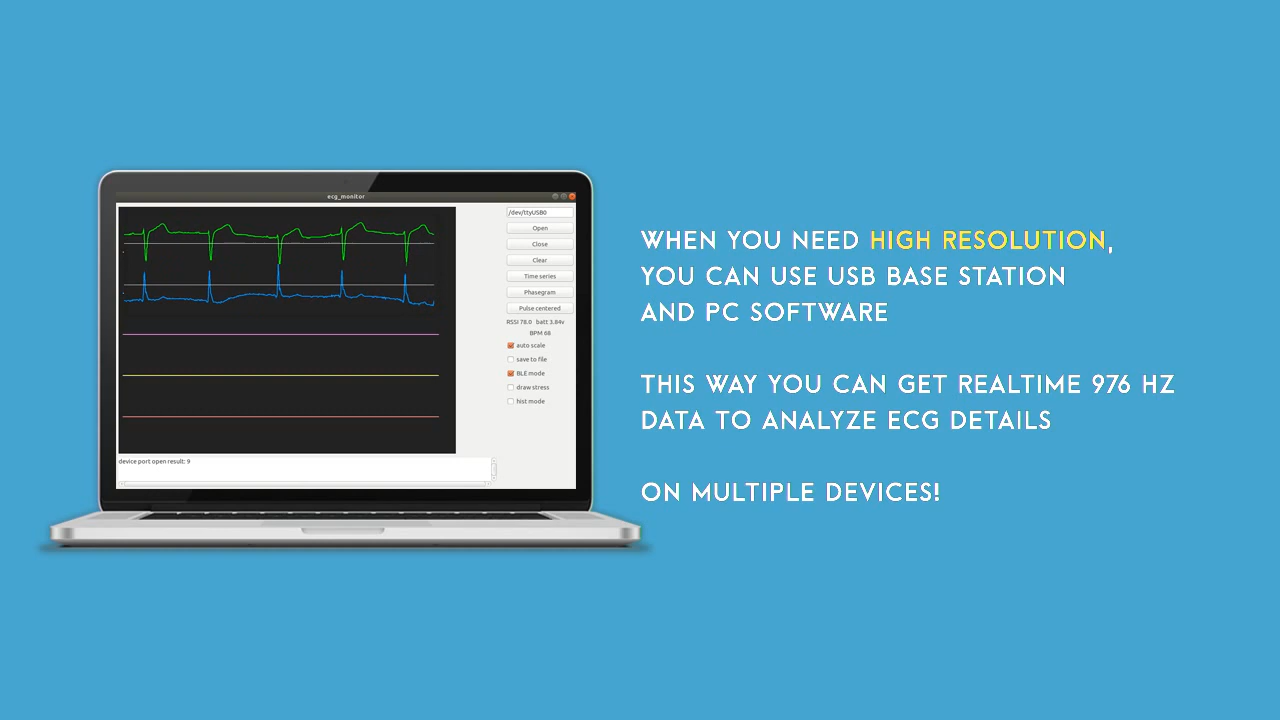 ecg_monitor
/dev/ttyUSB0
Open
Close
Clear
Time series
Phasegram
Pulse centered
RSSI 78.0 batt 3.84v
BPM 68
auto scale
save to file
BLE mode
draw stress
hist mode
device port open result: 9
WHEN YOU NEED HIGH RESOLUTION,
YOU CAN USE USB BASE STATION
AND PC SOFTWARE
THIS WAY YOU CAN GET REALTIME 976 HZ
DATA TO ANALYZE ECG DETAILS
ON MULTIPLE DEVICES!